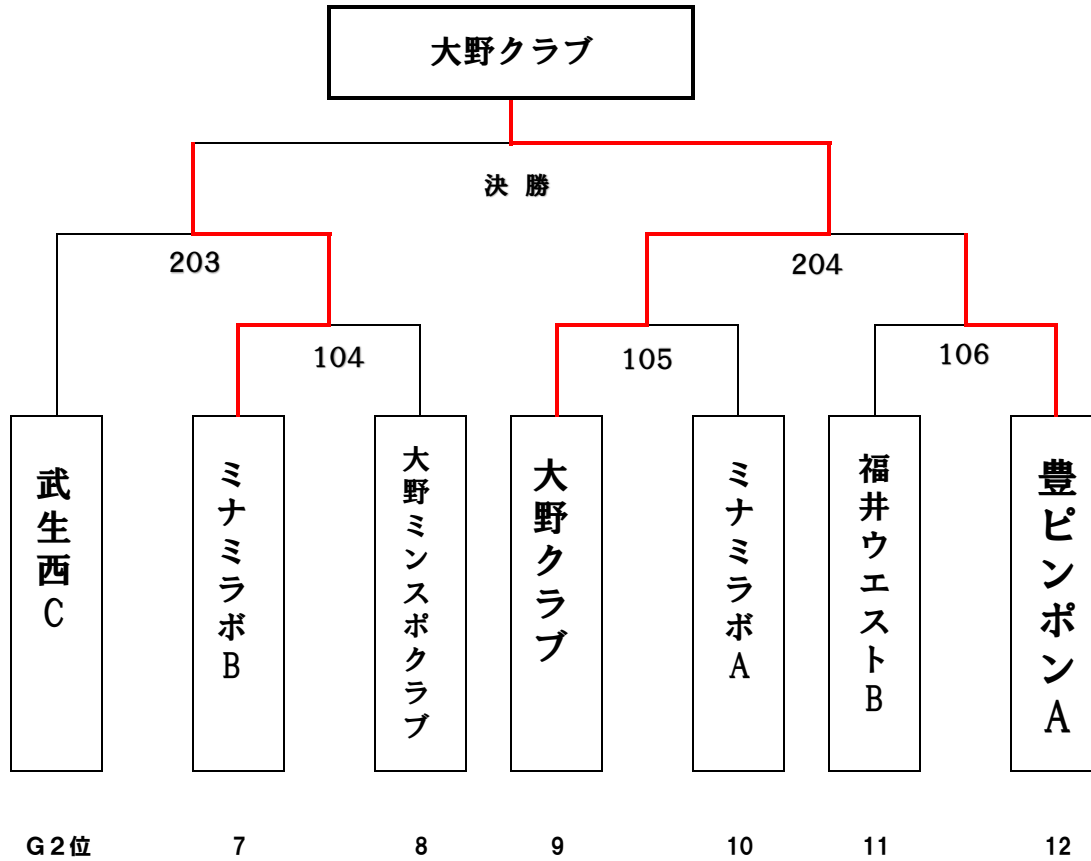 大野クラブ
決 勝
203
204
104
105
106
武生西C
ミナミラボB
大野ミンスポクラブ
大野クラブ
ミナミラボA
福井ウエストB
豊ピンポンA
G2位
7
8
9
10
11
12